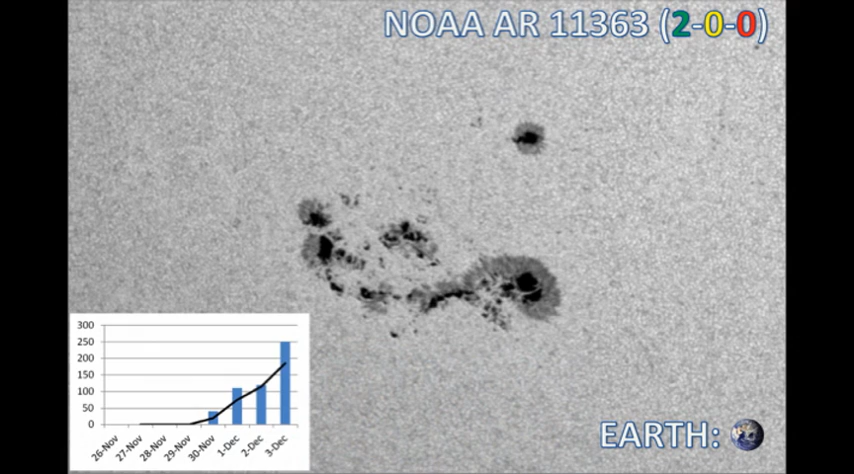 NOAA AR 11363 (2-0-0)
300
250
200
150
100
50
0
26-Nov
27-Nov
28-Nov
29-Nov
30-Nov
1-Dec
2-Dec
3-Dec
EARTH: